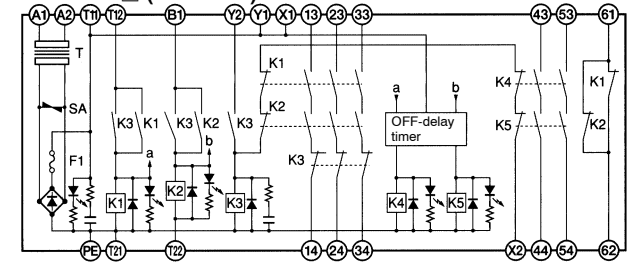 A1 A2 T11 T12 B1 Y2 Y1 X1 13 23 33 43 53 61
T
K1
a b
K4 K1
SA
K3 K1 K3 K2 K3 K2
OFF-delay
timer
K5 K2
a b
F1
K3
K1 K2 K3 K4 K5
PE T21 T22 14 24 34 X2 44 54 62